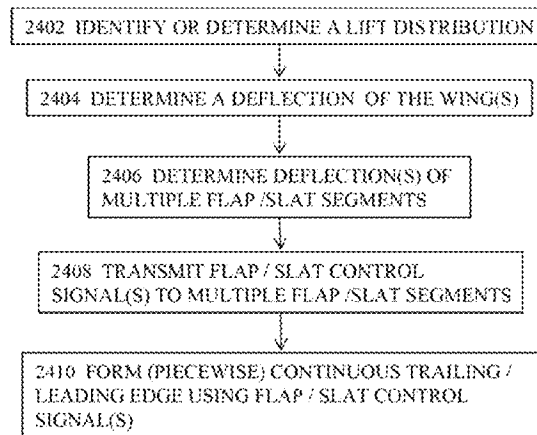 2402 IDENTIFY OR DETERMINE A LIFT DISTRIBUTION
2404 DETERMINE A DEFLECTION OF THE WING(S)
2406 DETERMINE DEFLECTION(S) OF
MULTIPLE FLAP /SLAT SEGMENTS
2408 TRANSMIT FLAP / SLAT CONTROL
SIGNAL(S) TO MULTIPLE FLAP /SLAT SEGMENTS
2410 FORM (PIECEWISE) CONTINUOUS TRAILING /
LEADING EDGE USING FLAP / SLAT CONTROL
SIGNAL(S)